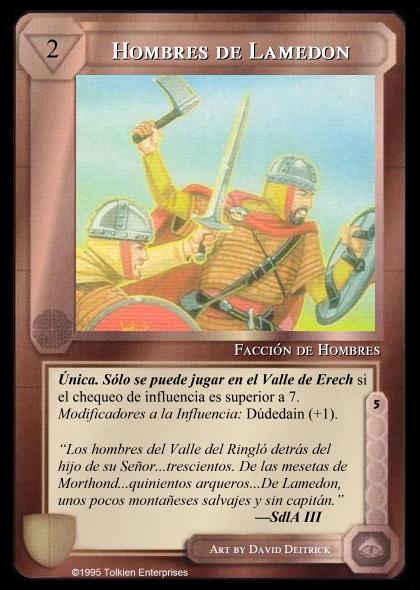 2
HOMBRES DE LAMEDON
FACCIÓN DE HOMBRES
Única. Sólo se puede jugar en el Valle de Erech si
el chequeo de influencia es superior a 7.
Modificadores a la Influencia: Dúdedain (+1).
5
“Los hombres del Valle del Ringló detrás del
hijo de su Señor...trescientos. De las mesetas de
Morthond...quinientos arqueros...De Lamedon,
unos pocos montañeses salvajes y sin capitán.”
—SdlA III
ART BY DAVID DEITRICK
©1995 Tolkien Enterprises